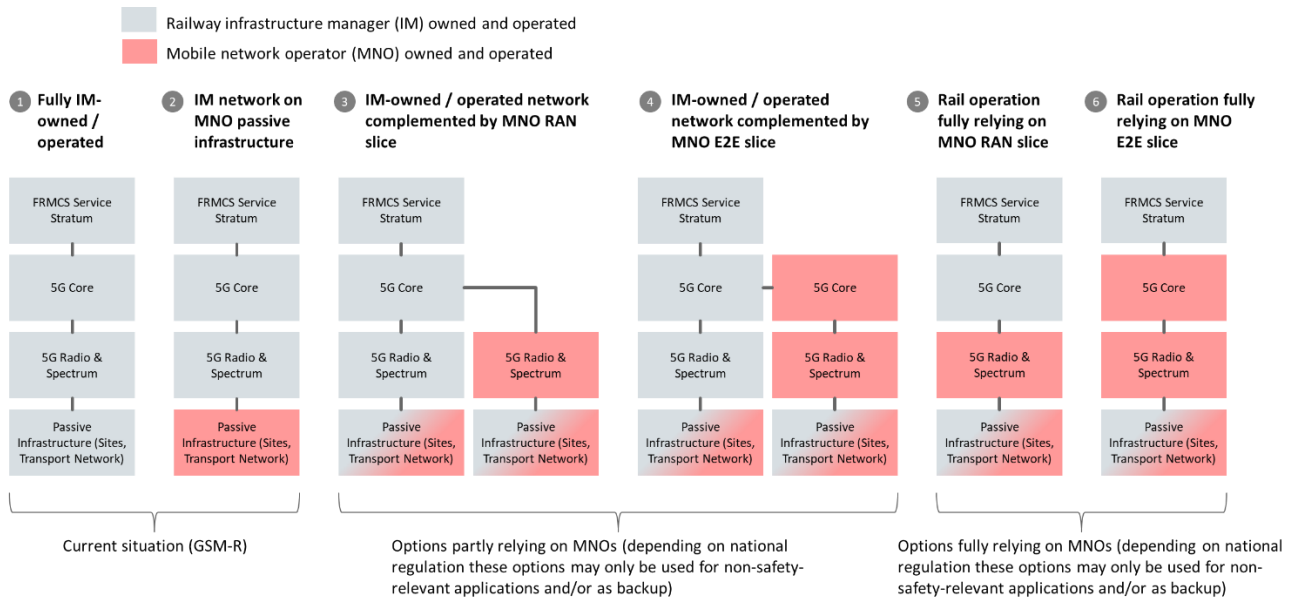 Railway infrastructure manager (IM) owned and operated
Mobile network operator (MNO) owned and operated
1
Fully IM-
owned /
operated
2
IM network on
MNO passive
infrastructure
3
IM-owned / operated network
complemented by MNO RAN
slice
4
IM-owned / operated
network complemented by
MNO E2E slice
5
Rail operation
fully relying on
MNO RAN slice
6
Rail operation fully
relying on MNO
E2E slice
FRMCS Service
Stratum
5G Core
5G Radio &
Spectrum
Passive
Infrastructure (Sites,
Transport Network)
FRMCS Service
Stratum
5G Core
5G Radio &
Spectrum
Passive
Infrastructure (Sites,
Transport Network)
FRMCS Service
Stratum
5G Core
5G Radio &
Spectrum
Passive
Infrastructure (Sites,
Transport Network)
5G Radio &
Spectrum
Passive
Infrastructure (Sites,
Transport Network)
FRMCS Service
Stratum
5G Core
5G Radio &
Spectrum
Passive
Infrastructure (Sites,
Transport Network)
5G Core
5G Radio &
Spectrum
Passive
Infrastructure (Sites,
Transport Network)
FRMCS Service
Stratum
5G Core
5G Radio &
Spectrum
Passive
Infrastructure (Sites,
Transport Network)
FRMCS Service
Stratum
5G Core
5G Radio &
Spectrum
Passive
Infrastructure (Sites,
Transport Network)
Current situation (GSM-R)
Options partly relying on MNOs (depending on national
regulation these options may only be used for non-safety-
relevant applications and/or as backup)
Options fully relying on MNOs (depending on national
regulation these options may only be used for non-
safety-relevant applications and/or as backup)